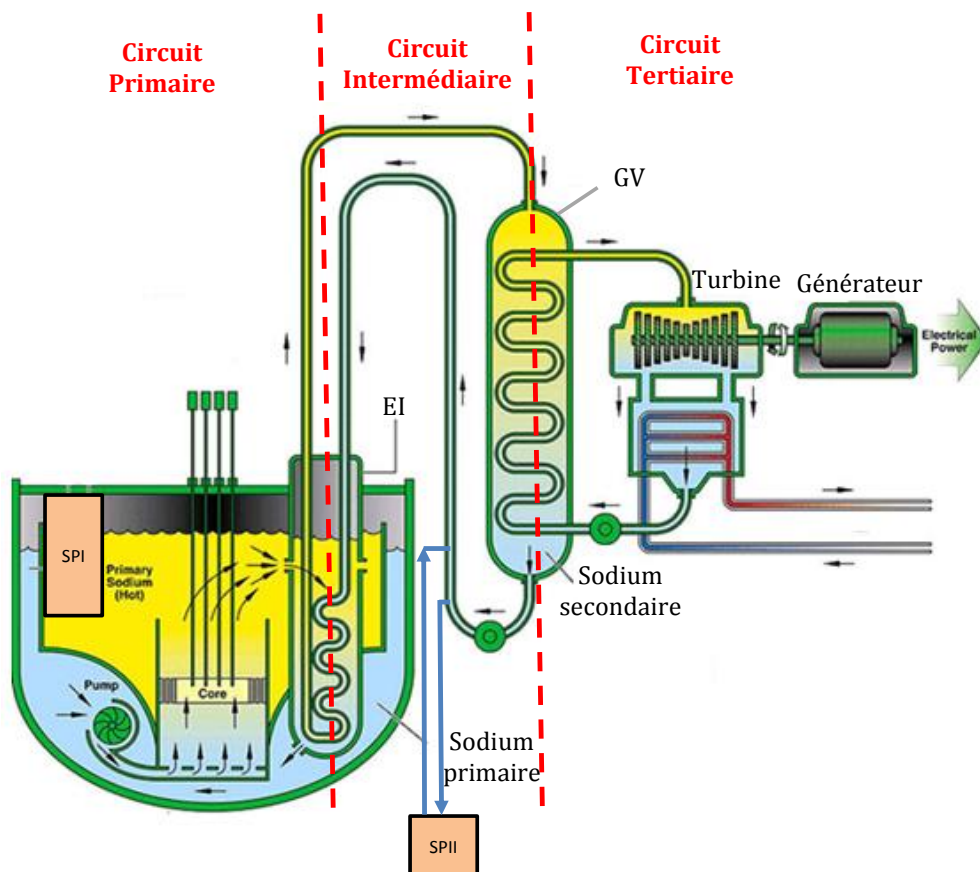 Circuit
Primaire
Circuit
Intermédiaire
Circuit
Tertiaire
GV
Turbine
Générateur
Electrical
Power
EI
SPI
Primary
Sodium
(Hot)
Pump
Core
Sodium
secondaire
Sodium
primaire
SPII